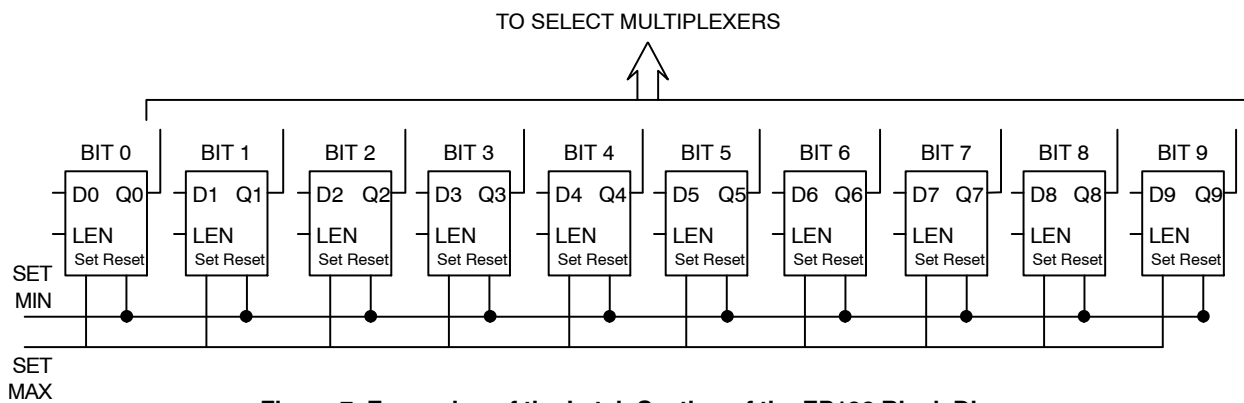 TO SELECT MULTIPLEXERS
BIT 0 BIT 1 BIT 2 BIT 3 BIT 4 BIT 5 BIT 6 BIT 7 BIT 8 BIT 9
D0 Q0 D1 Q1 D2 Q2 D3 Q3 D4 Q4 D5 Q5 D6 Q6 D7 Q7 D8 Q8 D9 Q9
LEN LEN LEN LEN LEN LEN LEN LEN LEN LEN
Set Reset Set Reset Set Reset Set Reset Set Reset Set Reset Set Reset Set Reset Set Reset Set Reset
SET
MIN
SET
MAX